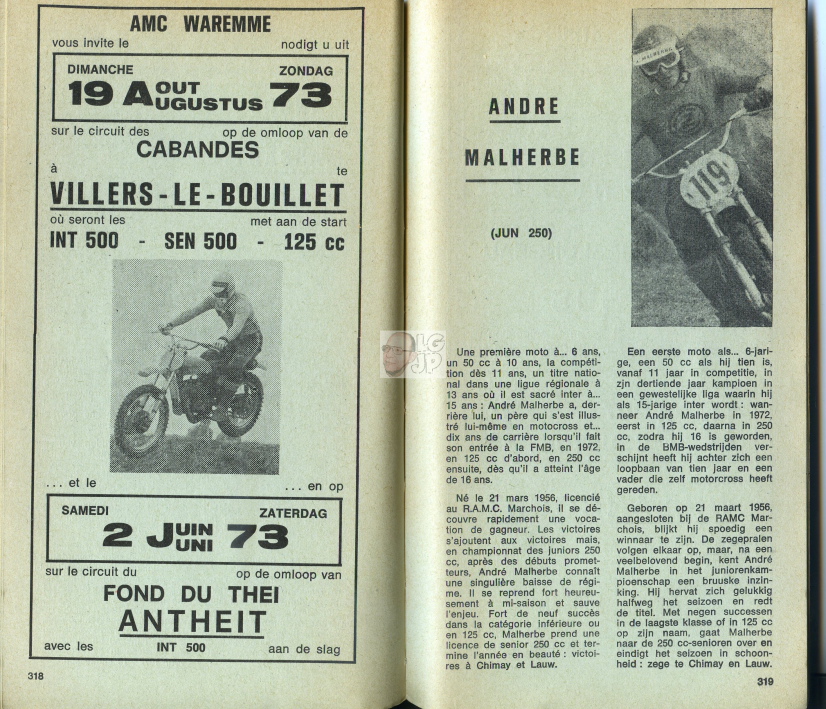 AMC WAREMME
vous invite le nodigt u uit
DIMANCHE ZONDAG
19 AOUT AUGUSTUS 73
sur le circuit des op de omloop van de
CABANDES
à te
VILLERS-LE-BOUILLET
où seront les met aan de start
INT 500 - SEN 500 - 125 cc
... et le ... en op
SAMEDI ZATERDAG
2 JUIN JUNI 73
sur le circuit du op de omloop van
FOND DU THEI
ANTHEIT
avec les INT 500 aan de slag
318
ANDRE
MALHERBE
(JUN 250)
119
LG
JP
Une première moto à... 6 ans,
un 50 cc à 10 ans, la compéti-
tion dès 11 ans, un titre natio-
nal dans une ligue régionale à
13 ans où il est sacré inter à...
15 ans : André Malherbe a, der-
rière lui, un père qui s'est illus-
tré lui-même en motocross et...
dix ans de carrière lorsqu'il fait
son entrée à la FMB, en 1972,
en 125 cc d'abord, en 250 cc
ensuite, dès qu'il a atteint l'âge
de 16 ans.
Né le 21 mars 1956, licencié
au R.A.M.C. Marchois, il se dé-
couvre rapidement une voca-
tion de gagneur. Les victoires
s'ajoutent aux victoires mais,
en championnat des juniors 250
cc, après des débuts promet-
teurs, André Malherbe connaît
une singulière baisse de régi-
me. Il se reprend fort heureu-
sement à mi-saison et sauve
l'enjeu. Fort de neuf succès
dans la catégorie inférieure ou
en 125 cc, Malherbe prend une
licence de senior 250 cc et ter-
mine l'année en beauté : victoi-
res à Chimay et Lauw.
Een eerste moto als... 6-jari-
ge, een 50 cc als hij tien is,
vanaf 11 jaar in competitie, in
zijn dertiende jaar kampioen in
een gewestelijke liga waarin hij
als 15-jarige inter wordt : wan-
neer André Malherbe in 1972,
eerst in 125 cc, daarna in 250
cc, zodra hij 16 is geworden,
in de BMB-wedstrijden ver-
schijnt heeft hij achter zich een
loopbaan van tien jaar en een
vader die zelf motorcross heeft
gereden.
Geboren op 21 maart 1956,
aangesloten bij de RAMC Mar-
chois, blijkt hij spoedig een
winnaar te zijn. De zegepralen
volgen elkaar op, maar, na een
veelbelovend begin, kent André
Malherbe in het juniorenkam-
pioenschap een bruuske inzin-
king. Hij hervat zich gelukkig
halfweg het seizoen en redt
de titel. Met negen successen
in de laagste klasse of in 125 cc
op zijn naam, gaat Malherbe
naar de 250 cc-senioren over en
eindigt het seizoen in schoon-
heid : zege te Chimay en Lauw.
319